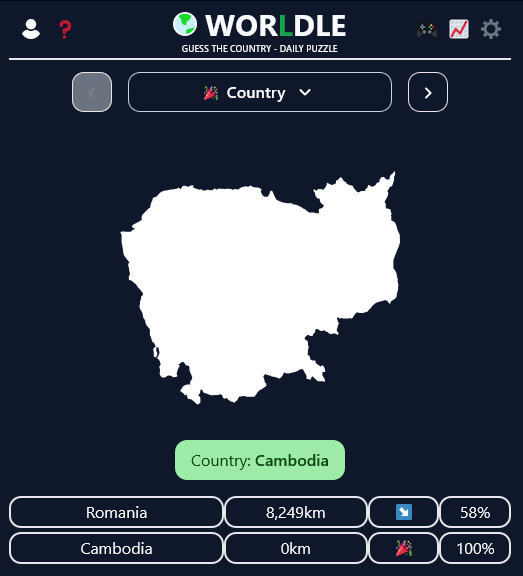 WORLDLE
GUESS THE COUNTRY - DAILY PUZZLE
Country
Country: Cambodia
Romania 8,249km 58%
Cambodia 0km 100%